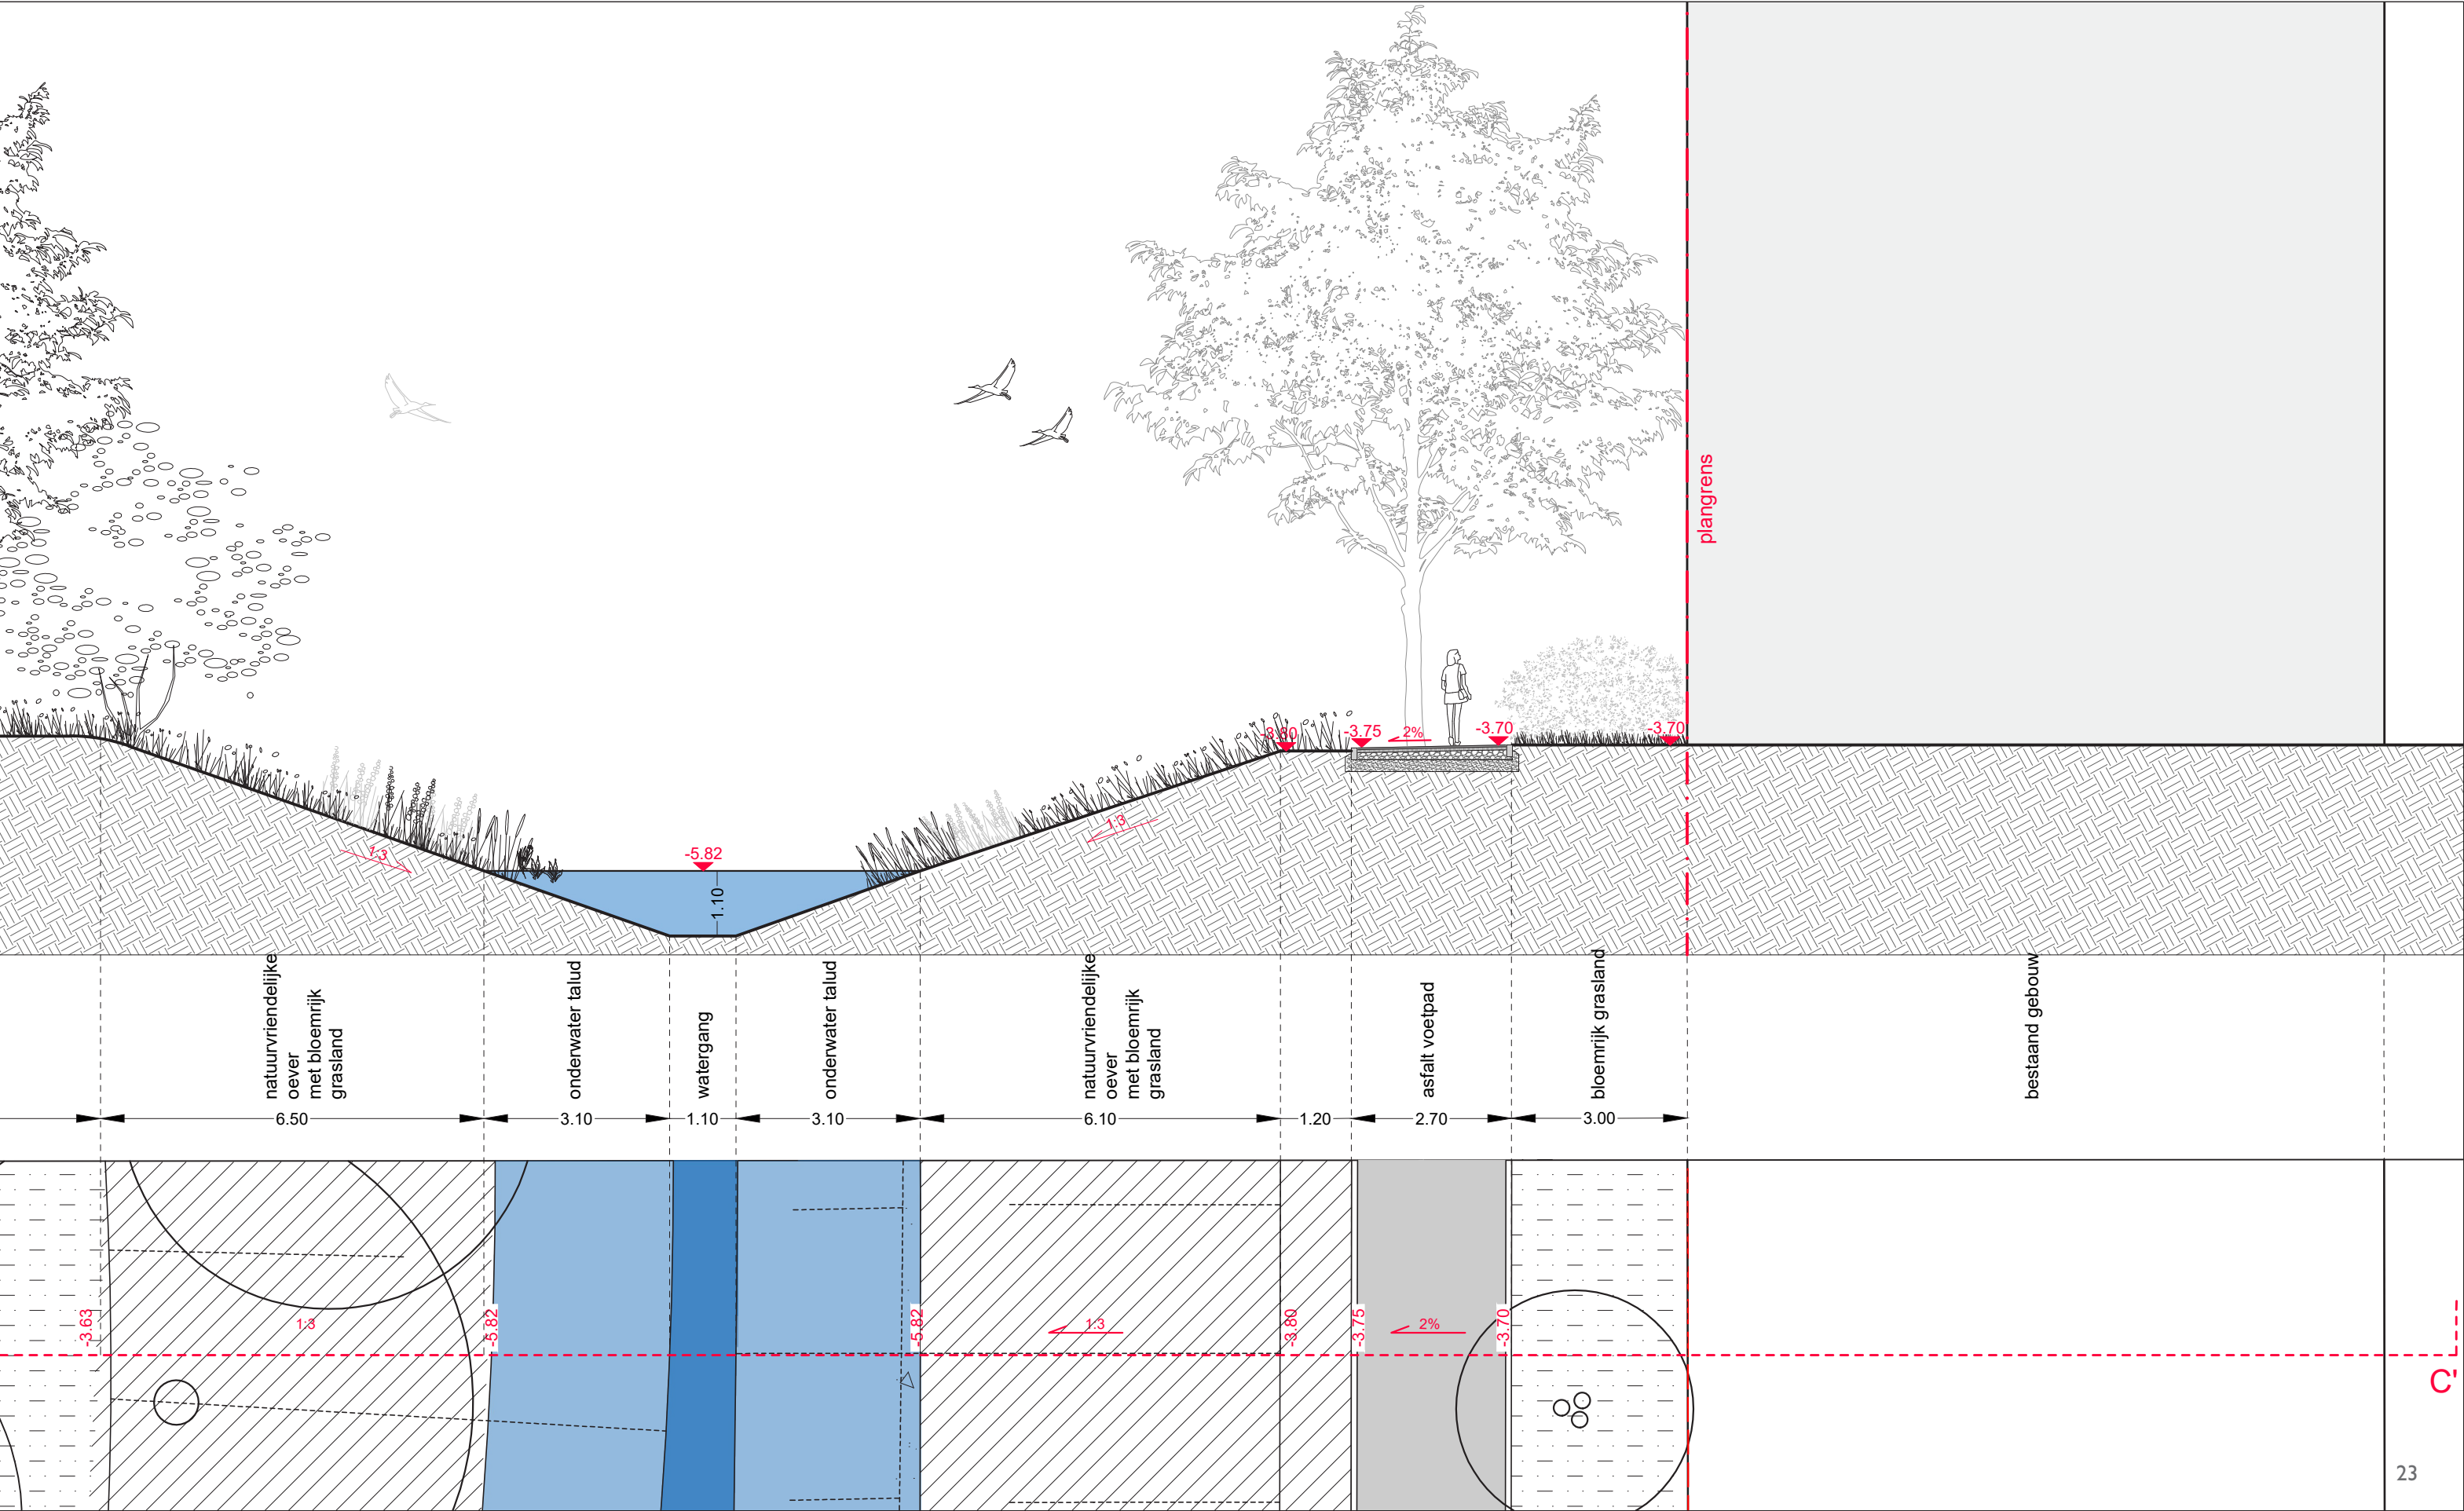 plangrens
-3.80
-3.75
2%
-3.70
-3.70
1:3
1:3
-5.82
1.10
natuurvriendelijke
oever
met bloemrijk
grasland
onderwater talud
watergang
onderwater talud
natuurvriendelijke
oever
met bloemrijk
grasland
asfalt voetpad
bloemrijk grasland
bestaand gebouw
6.50
3.10
1.10
3.10
6.10
1.20
2.70
3.00
-3.63
1:3
-5.82
-5.82
1:3
-3.80
-3.75
2%
-3.70
C'
23